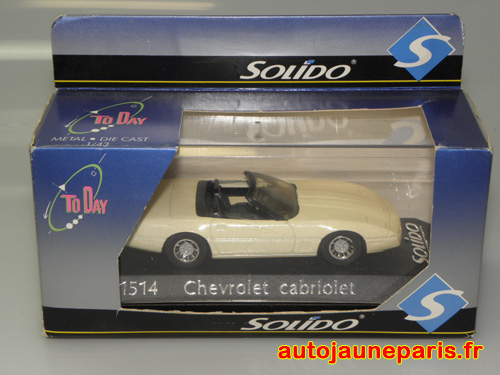 SOLIDO®
S
TO DAY
METAL • DIE CAST
1/43
TO DAY
SOLIDO
1514 Chevrolet cabriolet
SOLIDO®
S
autojauneparis.fr